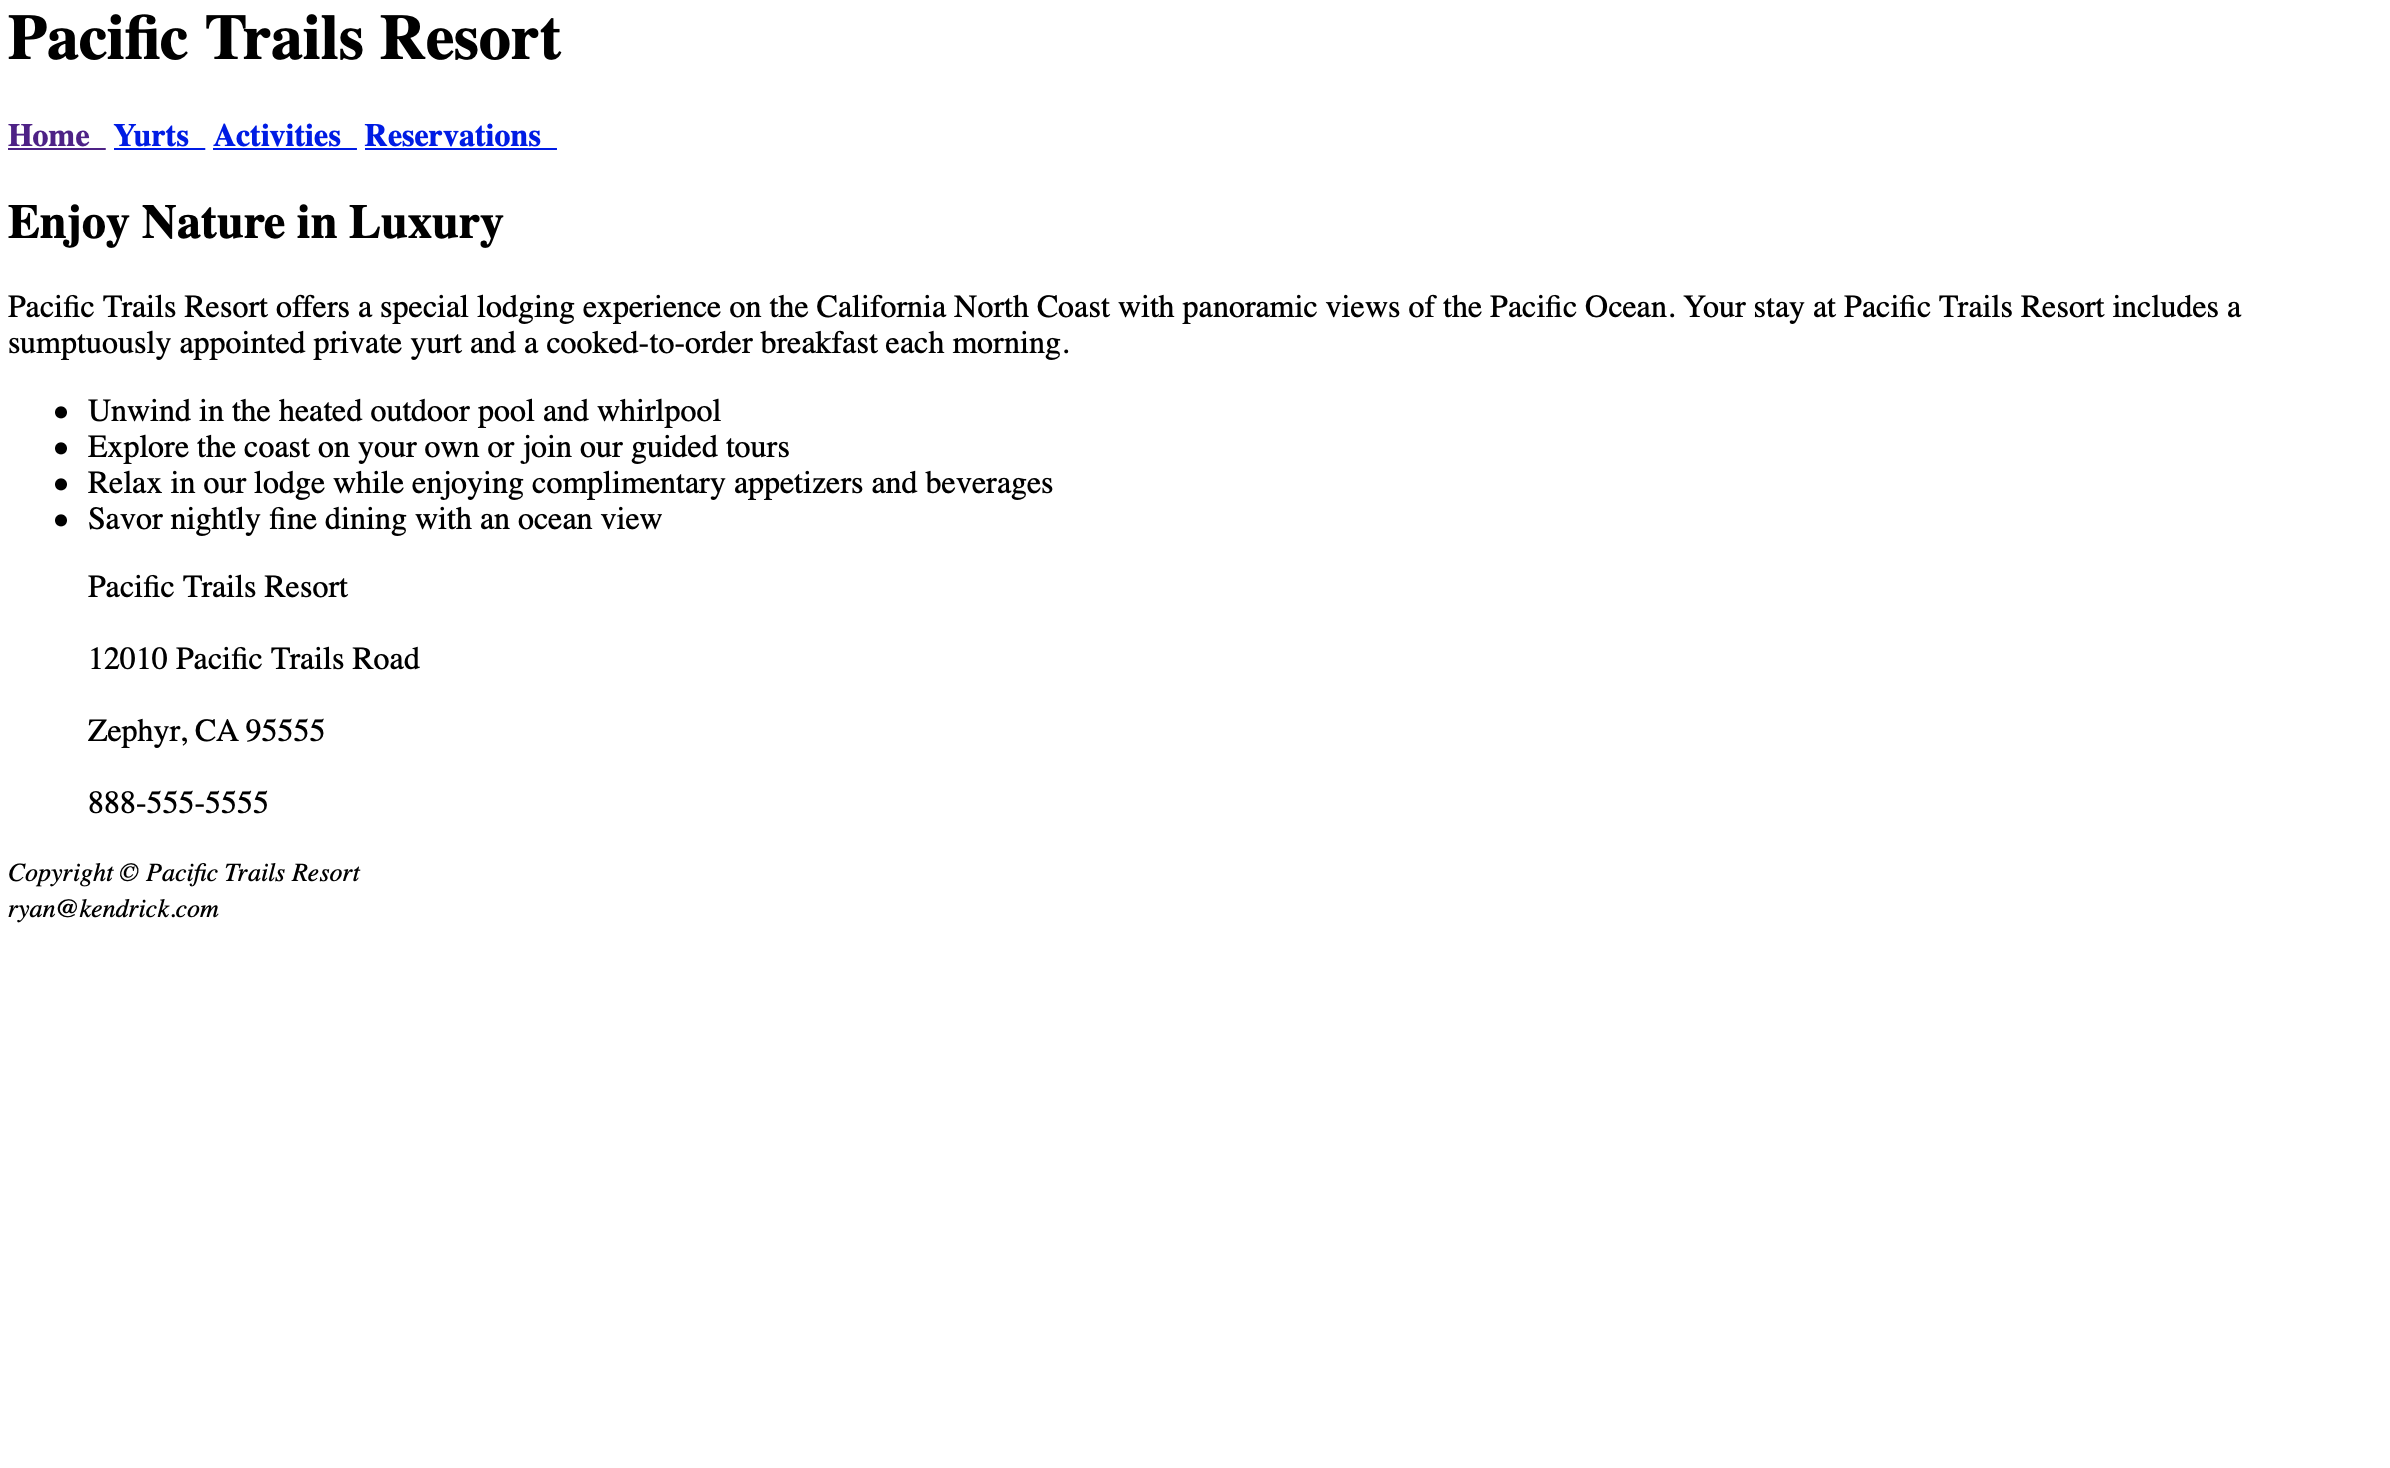 Pacific Trails Resort
Home Yurts Activities Reservations
Enjoy Nature in Luxury
Pacific Trails Resort offers a special lodging experience on the California North Coast with panoramic views of the Pacific Ocean. Your stay at Pacific Trails Resort includes a
sumptuously appointed private yurt and a cooked-to-order breakfast each morning.
• Unwind in the heated outdoor pool and whirlpool
• Explore the coast on your own or join our guided tours
• Relax in our lodge while enjoying complimentary appetizers and beverages
• Savor nightly fine dining with an ocean view
Pacific Trails Resort
12010 Pacific Trails Road
Zephyr, CA 95555
888-555-5555
Copyright © Pacific Trails Resort
ryan@kendrick.com